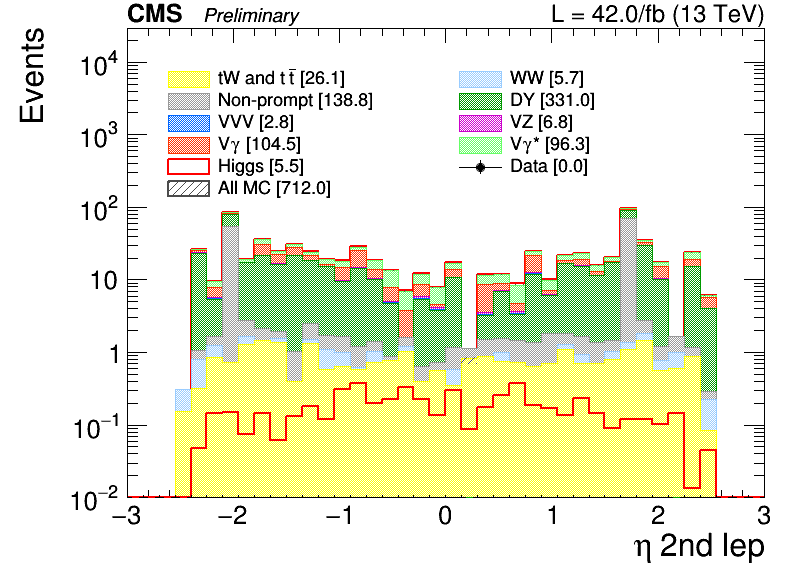 CMS Preliminary L = 42.0/fb (13 TeV)
Events
10⁴
10³
10²
10
1
10⁻¹
10⁻²
tW and tt̅ [26.1]
Non-prompt [138.8]
VVV [2.8]
Vγ [104.5]
Higgs [5.5]
All MC [712.0]
WW [5.7]
DY [331.0]
VZ [6.8]
Vγ* [96.3]
Data [0.0]
−3 −2 −1 0 1 2 3
η 2nd lep